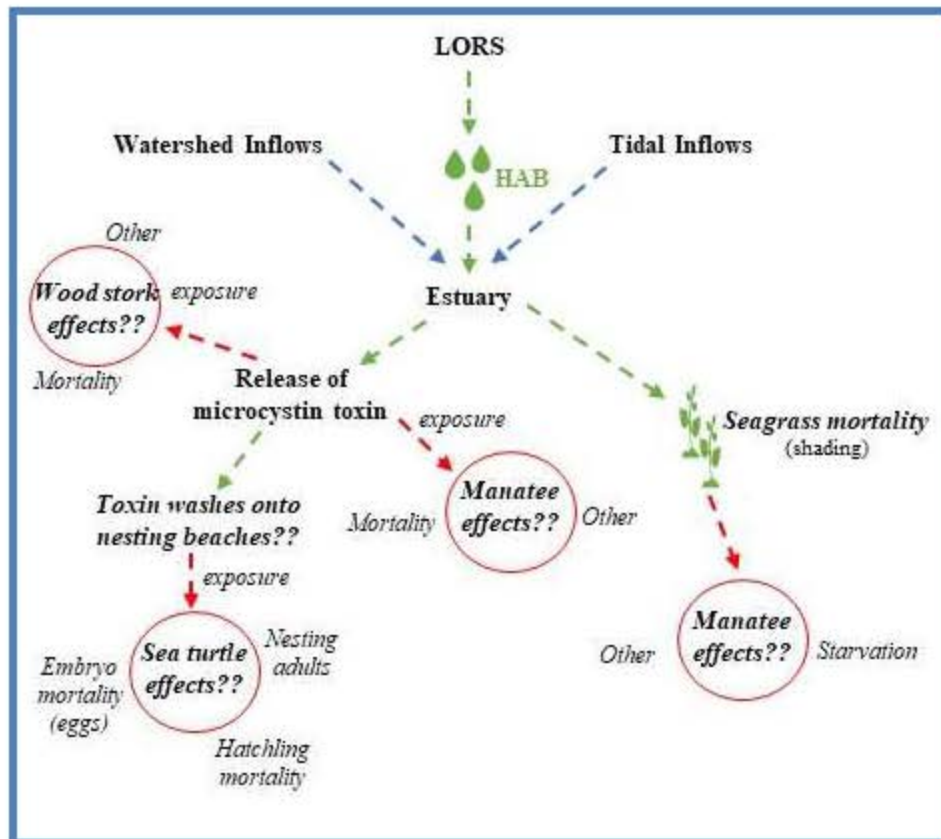 LORS
Watershed Inflows
Tidal Inflows
HAB
Other
Wood stork
effects??
exposure
Mortality
Estuary
Release of
microcystin toxin
exposure
Seagrass mortality
(shading)
Toxin washes onto
nesting beaches??
Mortality
Manatee
effects??
Other
exposure
Embryo
mortality
(eggs)
Sea turtle
effects??
Nesting
adults
Hatchling
mortality
Other
Manatee
effects??
Starvation